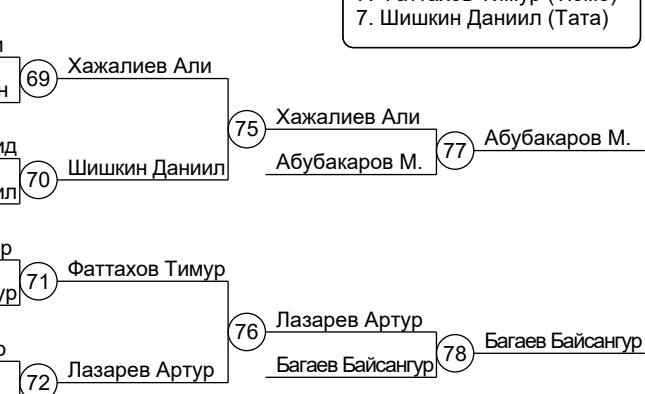 7. Шишкин Даниил (Тата)
69 Хажалиев Али
75 Хажалиев Али
77 Абубакаров М.
70 Шишкин Даниил
Абубакаров М.
71 Фаттахов Тимур
76 Лазарев Артур
78 Багаев Байсангур
72 Лазарев Артур
Багаев Байсангур